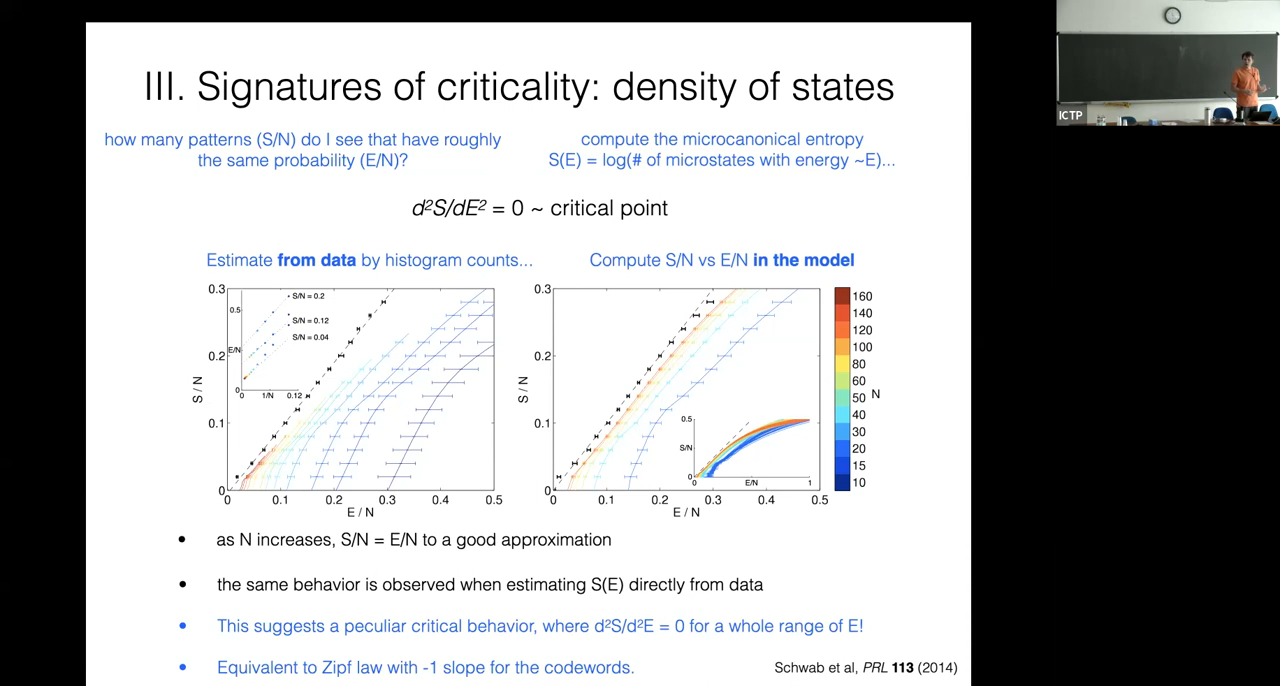 III. Signatures of criticality: density of states
how many patterns (S/N) do I see that have roughly
the same probability (E/N)?
compute the microcanonical entropy
S(E) = log(# of microstates with energy ~E)...
d²S/dE² = 0 ~ critical point
Estimate from data by histogram counts...
Compute S/N vs E/N in the model
0.3
0.2
0.1
0
S / N
0 0.1 0.2 0.3 0.4 0.5
E / N
0.5
E/N
0
S/N = 0.2
S/N = 0.12
S/N = 0.04
0 1/N 0.12
0.3
0.2
0.1
0
S / N
0 0.1 0.2 0.3 0.4 0.5
E / N
0.5
S/N
0
0 E/N 1
160
140
120
100
80
60
50
40
30
20
15
10
N
• as N increases, S/N = E/N to a good approximation
• the same behavior is observed when estimating S(E) directly from data
• This suggests a peculiar critical behavior, where d²S/d²E = 0 for a whole range of E!
• Equivalent to Zipf law with -1 slope for the codewords.
Schwab et al, PRL 113 (2014)
ICTP